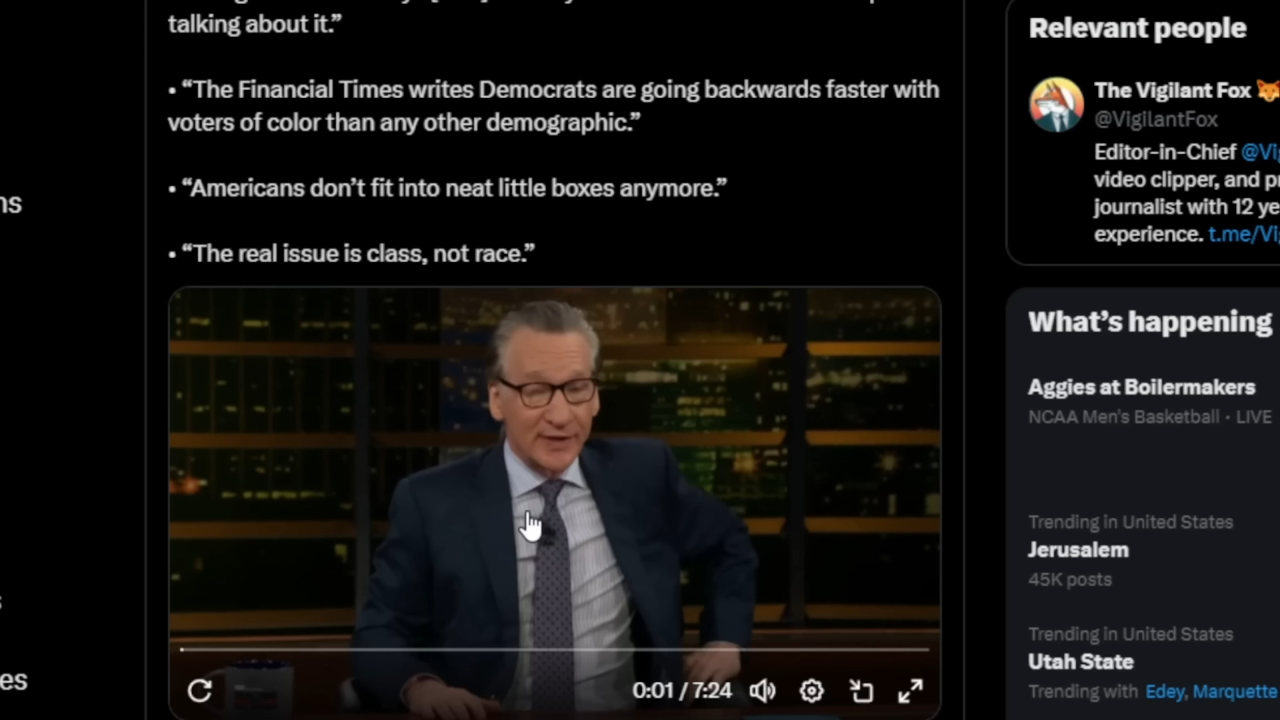 talking about it.”
• “The Financial Times writes Democrats are going backwards faster with
voters of color than any other demographic.”
• “Americans don’t fit into neat little boxes anymore.”
• “The real issue is class, not race.”
0:01 / 7:24
Relevant people
The Vigilant Fox
@VigilantFox
Editor-in-Chief
video clipper, and
journalist with 12
experience.
What’s happening
Aggies at Boilermakers
NCAA Men's Basketball · LIVE
Trending in United States
Jerusalem
45K posts
Trending in United States
Utah State
Trending with Edey, Marquette